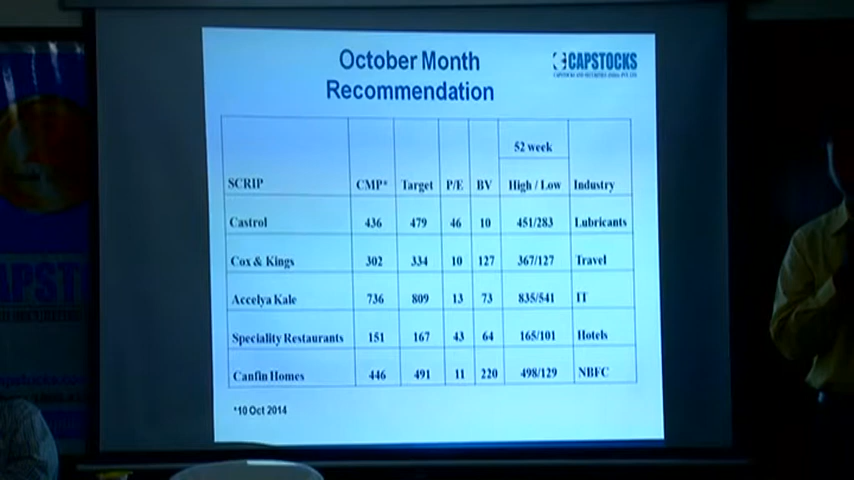 October Month
Recommendation
CAPSTOCKS
52 week
SCRIP CMP* Target P/E BV High / Low Industry
Castrol 436 479 46 10 451/283 Lubricants
Cox & Kings 302 334 10 127 367/127 Travel
Accelya Kale 736 809 13 73 835/541 IT
Speciality Restaurants 151 167 43 64 165/101 Hotels
Canfin Homes 446 491 11 220 498/129 NBFC
*10 Oct 2014